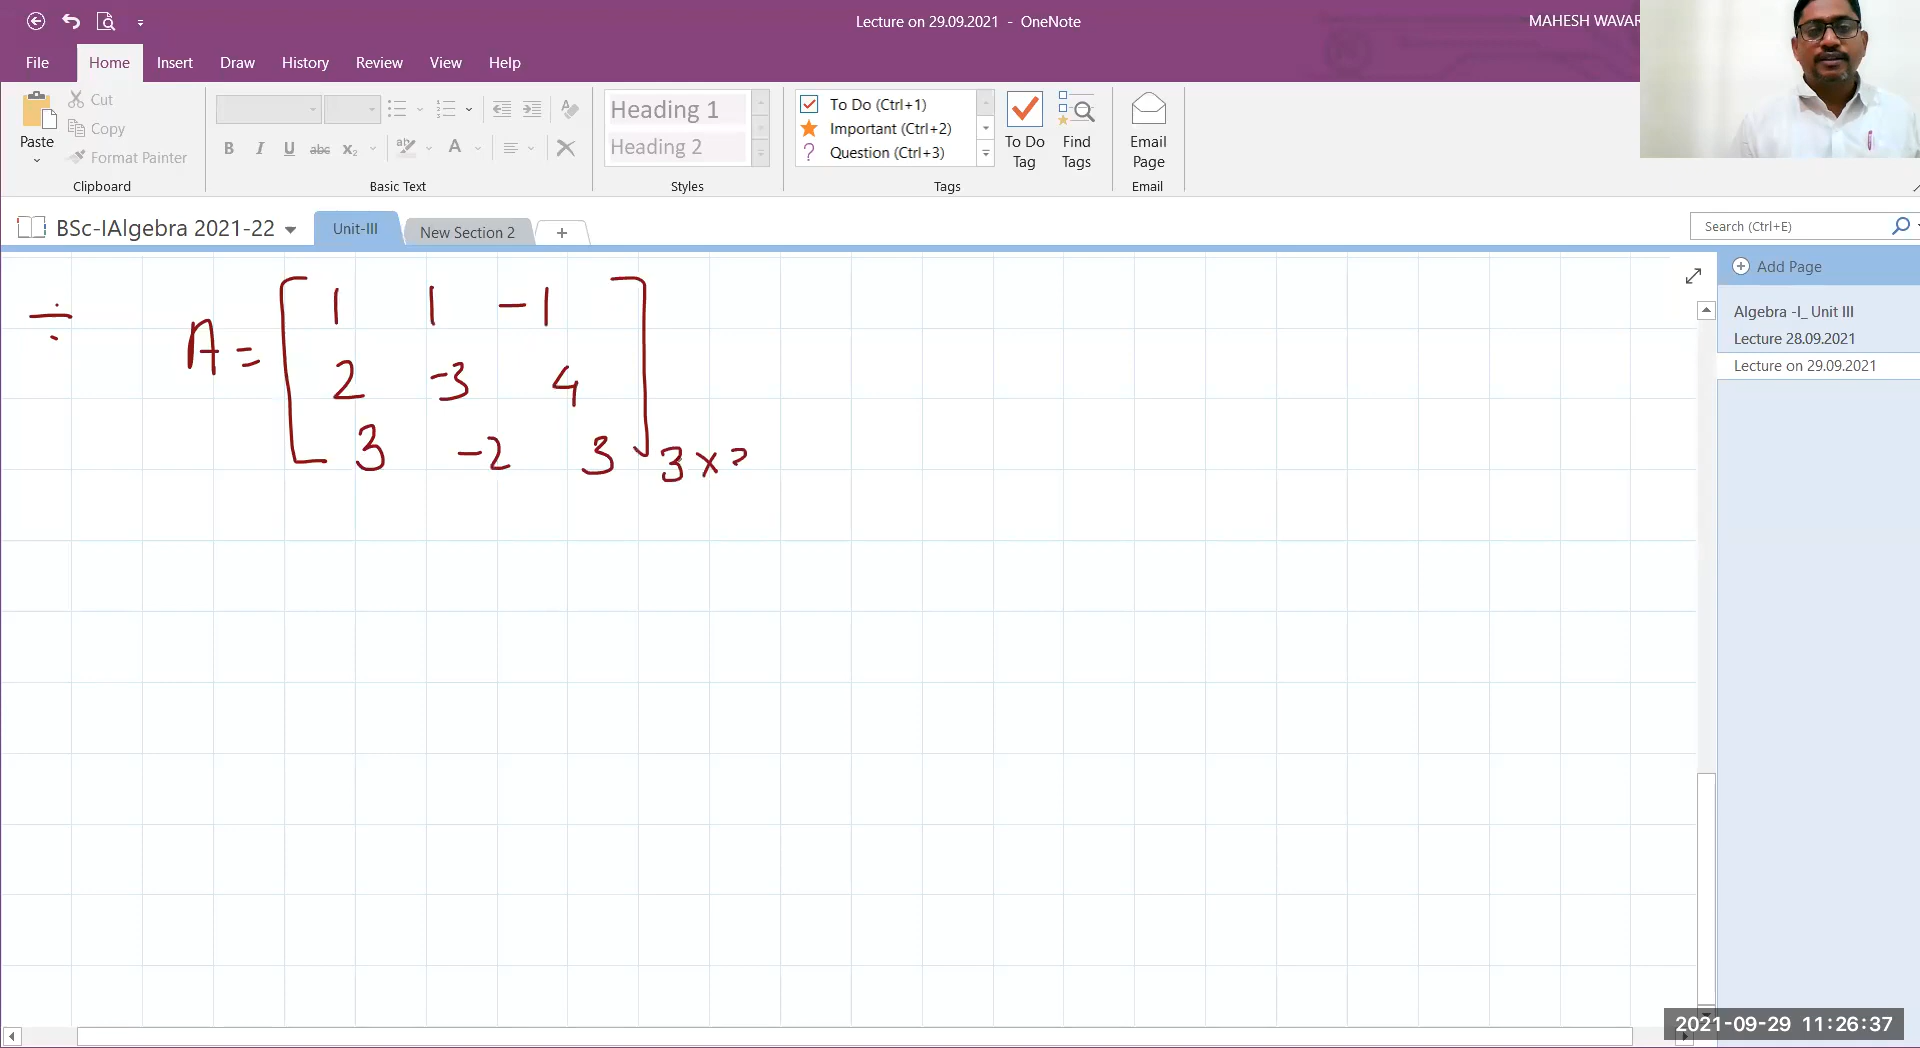 Lecture on 29.09.2021 - OneNote
MAHESH WAVAR
File Home Insert Draw History Review View Help
Cut
Copy
Format Painter
Paste
Clipboard
B I U abc x₂ A
Basic Text
Heading 1
Heading 2
Styles
To Do (Ctrl+1)
Important (Ctrl+2)
Question (Ctrl+3)
To Do Tag
Find Tags
Tags
Email Page
Email
BSc-IAlgebra 2021-22
Unit-III
New Section 2
+
Search (Ctrl+E)
Add Page
Algebra -I_ Unit III
Lecture 28.09.2021
Lecture on 29.09.2021
÷
A =
1 1 -1
2 -3 4
3 -2 3
3 ×
2021-09-29 11:26:37